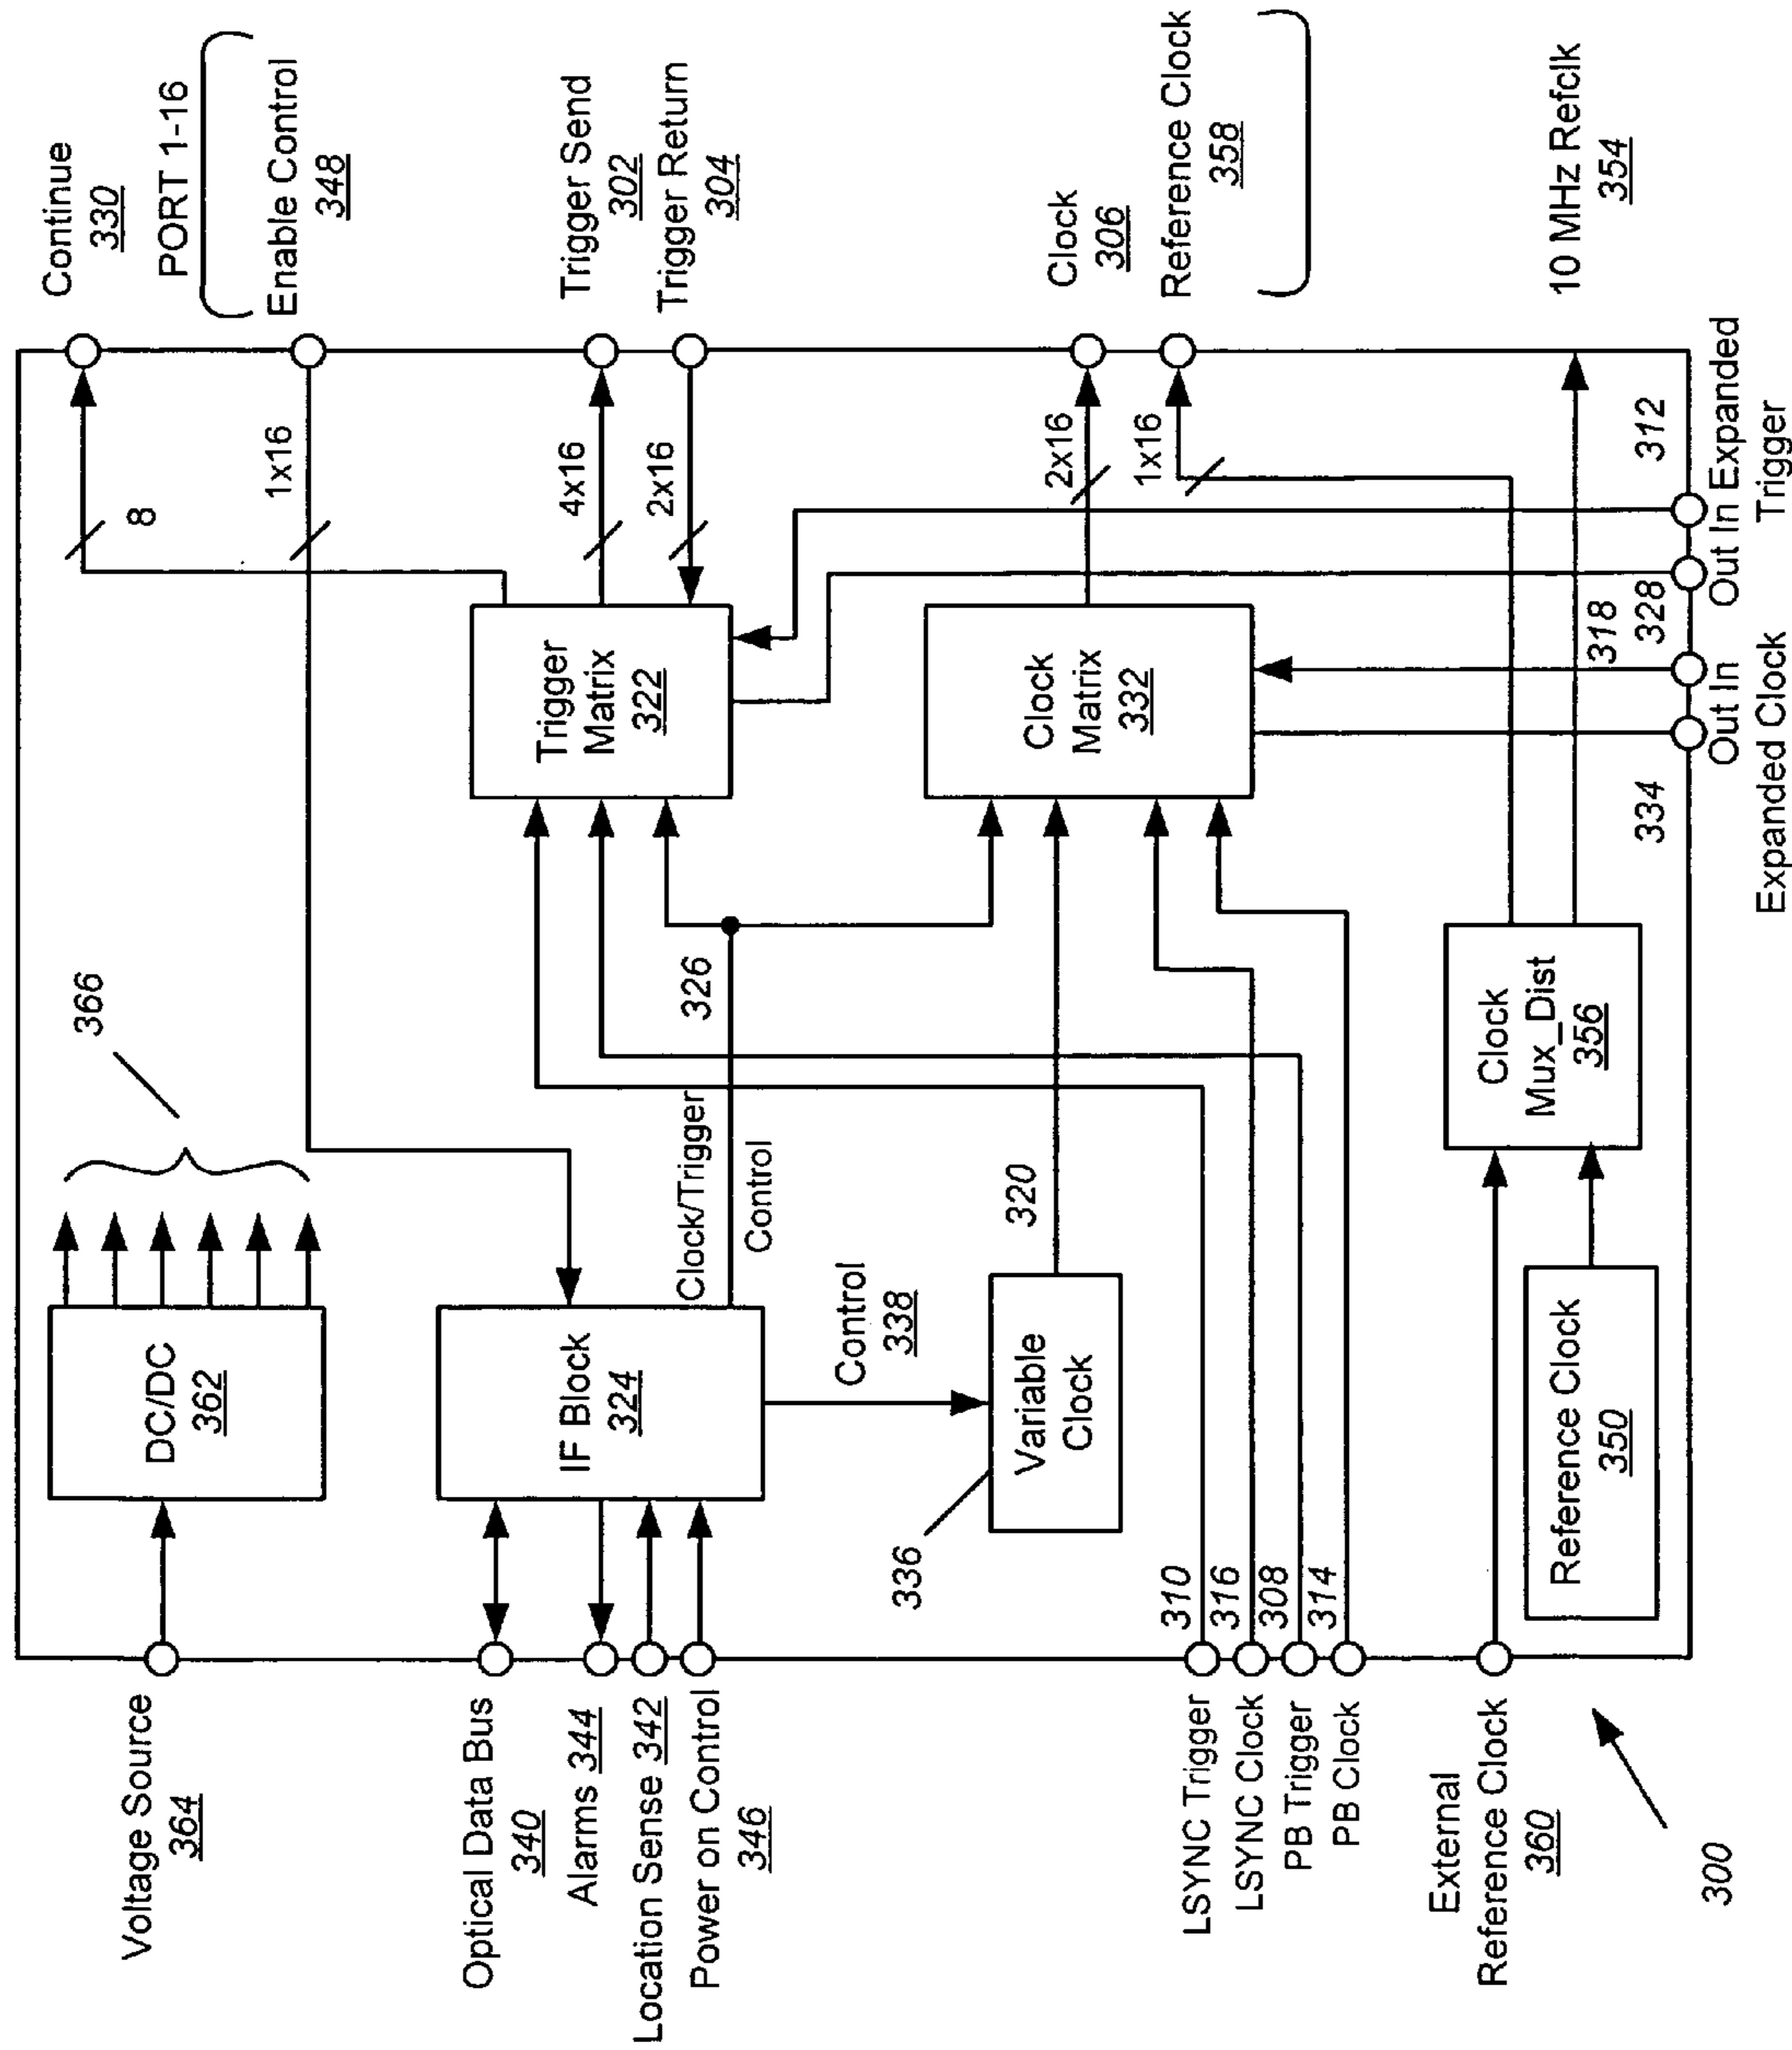 Continue
330
PORT 1-16
Enable Control
348
Trigger Send
302
Trigger Return
304
Clock
306
Reference Clock
358
10 MHz Refclk
354
8
1x16
4x16
2x16
2x16
1x16
366
DC/DC
362
Voltage Source
364
IF Block
324
Optical Data Bus
340
Alarms 344
Location Sense 342
Power on Control
346
Clock/Trigger
Control
326
Control
338
Variable
Clock
336
320
Trigger
Matrix
322
Clock
Matrix
332
LSYNC Trigger
310
LSYNC Clock
316
PB Trigger
308
PB Clock
314
External
Reference Clock
360
Reference Clock
350
Clock
Mux_Dist
356
312
318
328
334
Out In Expanded
Trigger
Out In
Expanded Clock
300